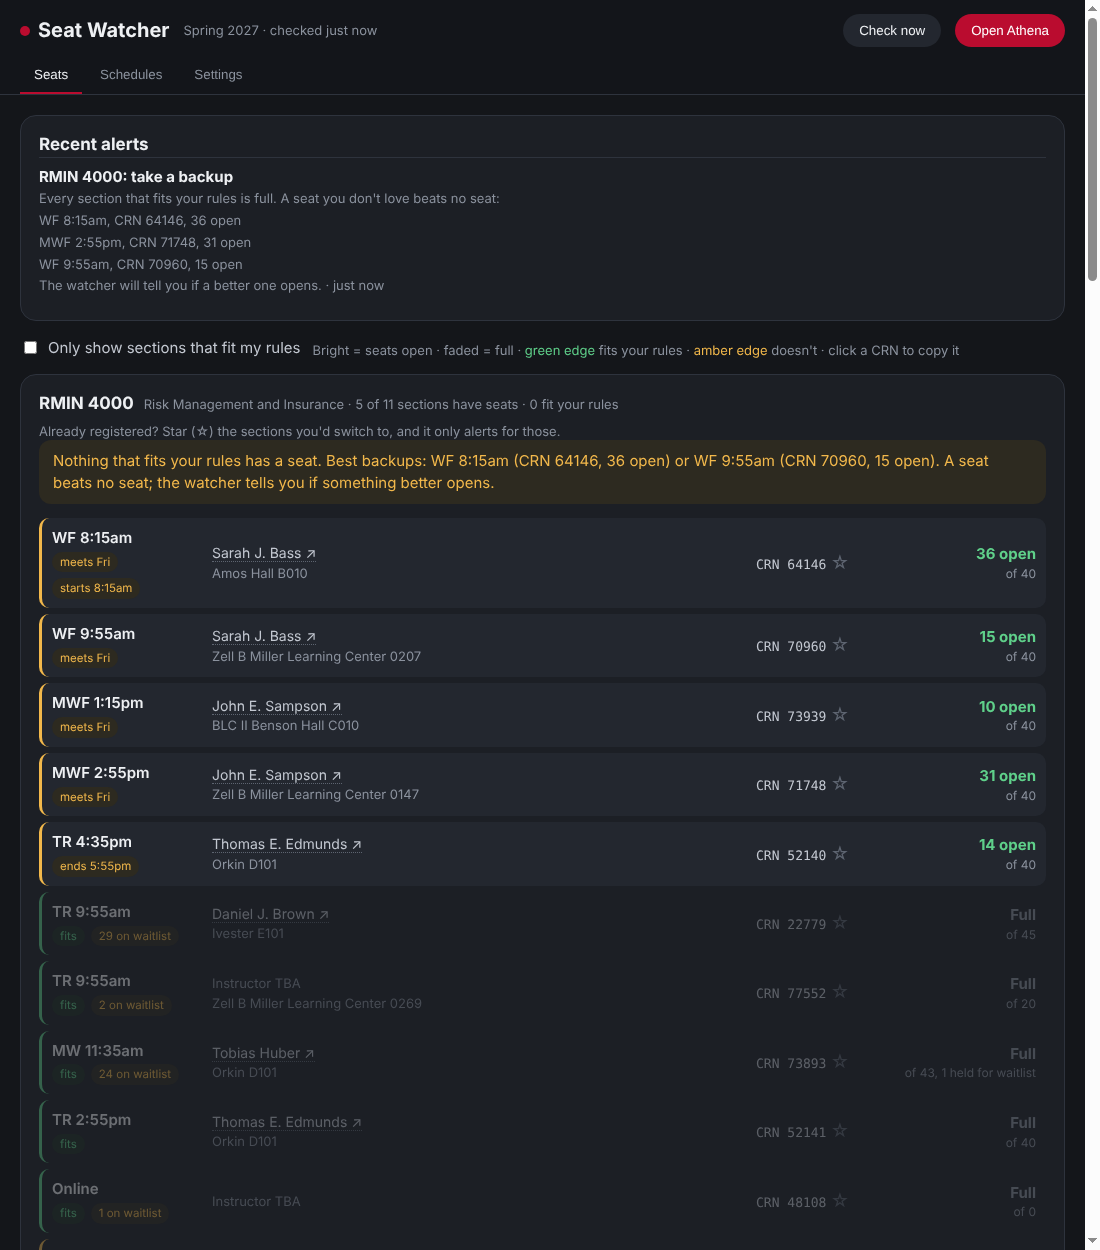 Seat Watcher Spring 2027 · checked just now
Check now
Open Athena
Seats
Schedules
Settings
Recent alerts
RMIN 4000: take a backup
Every section that fits your rules is full. A seat you don't love beats no seat:
WF 8:15am, CRN 64146, 36 open
MWF 2:55pm, CRN 71748, 31 open
WF 9:55am, CRN 70960, 15 open
The watcher will tell you if a better one opens. · just now
Only show sections that fit my rules
Bright = seats open · faded = full · green edge fits your rules · amber edge doesn't · click a CRN to copy it
RMIN 4000 Risk Management and Insurance · 5 of 11 sections have seats · 0 fit your rules
Already registered? Star (☆) the sections you'd switch to, and it only alerts for those.
Nothing that fits your rules has a seat. Best backups: WF 8:15am (CRN 64146, 36 open) or WF 9:55am (CRN 70960, 15 open). A seat
beats no seat; the watcher tells you if something better opens.
WF 8:15am
meets Fri
starts 8:15am
Sarah J. Bass ↗
Amos Hall B010
CRN 64146 ☆
36 open
of 40
WF 9:55am
meets Fri
Sarah J. Bass ↗
Zell B Miller Learning Center 0207
CRN 70960 ☆
15 open
of 40
MWF 1:15pm
meets Fri
John E. Sampson ↗
BLC II Benson Hall C010
CRN 73939 ☆
10 open
of 40
MWF 2:55pm
meets Fri
John E. Sampson ↗
Zell B Miller Learning Center 0147
CRN 71748 ☆
31 open
of 40
TR 4:35pm
ends 5:55pm
Thomas E. Edmunds ↗
Orkin D101
CRN 52140 ☆
14 open
of 40
TR 9:55am
fits
29 on waitlist
Daniel J. Brown ↗
Ivester E101
CRN 22779 ☆
Full
of 45
TR 9:55am
fits
2 on waitlist
Instructor TBA
Zell B Miller Learning Center 0269
CRN 77552 ☆
Full
of 20
MW 11:35am
fits
24 on waitlist
Tobias Huber ↗
Orkin D101
CRN 73893 ☆
Full
of 43, 1 held for waitlist
TR 2:55pm
fits
Thomas E. Edmunds ↗
Orkin D101
CRN 52141 ☆
Full
of 40
Online
fits
1 on waitlist
Instructor TBA
CRN 48108 ☆
Full
of 0